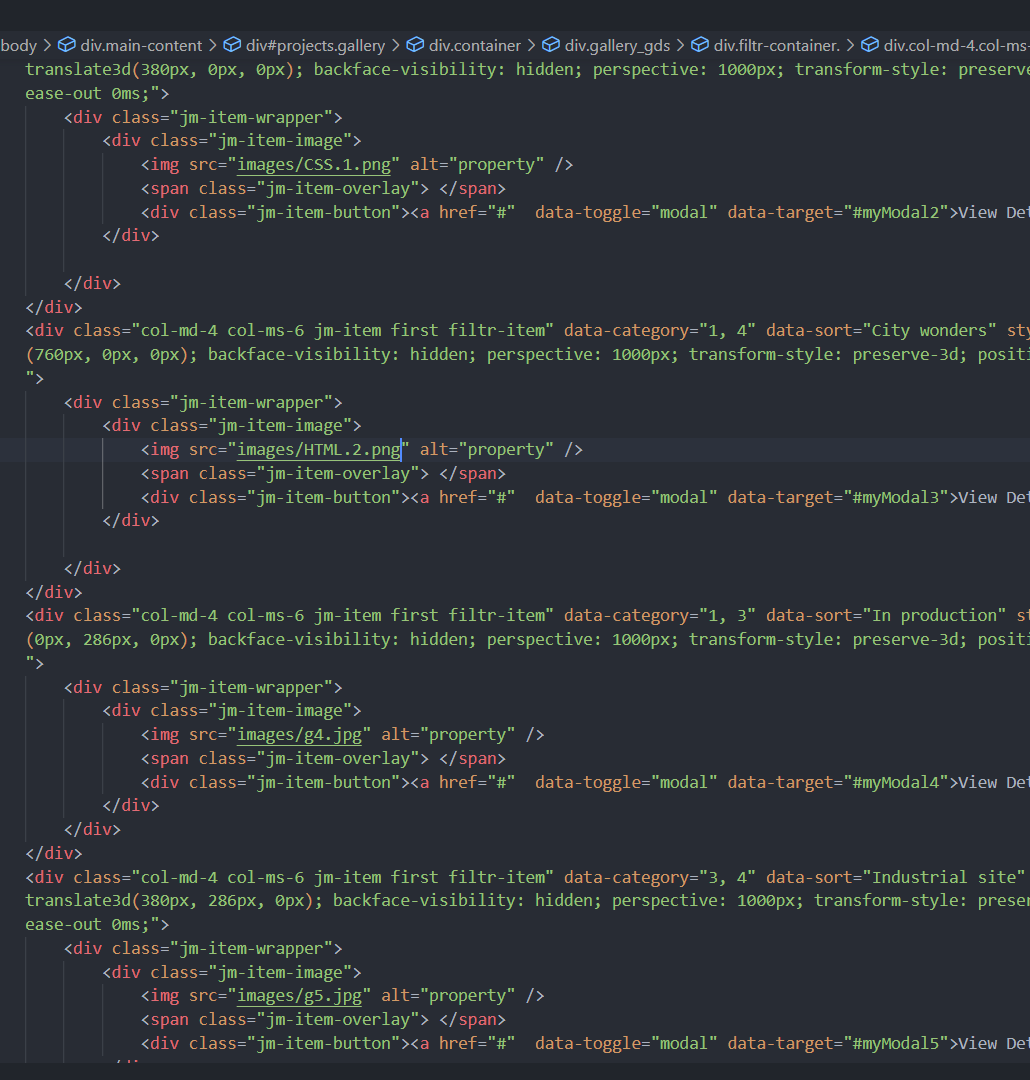 body > div.main-content > div#projects.gallery > div.container > div.gallery_gds > div.filtr-container. > div.col-md-4.col-ms-
translate3d(380px, 0px, 0px); backface-visibility: hidden; perspective: 1000px; transform-style: preserve
ease-out 0ms;">
<div class="jm-item-wrapper">
<div class="jm-item-image">
<img src="images/CSS.1.png" alt="property" />
<span class="jm-item-overlay"> </span>
<div class="jm-item-button"><a href="#"  data-toggle="modal" data-target="#myModal2">View Det
</div>
</div>
</div>
<div class="col-md-4 col-ms-6 jm-item first filtr-item" data-category="1, 4" data-sort="City wonders" sty
(760px, 0px, 0px); backface-visibility: hidden; perspective: 1000px; transform-style: preserve-3d; positi
">
<div class="jm-item-wrapper">
<div class="jm-item-image">
<img src="images/HTML.2.png" alt="property" />
<span class="jm-item-overlay"> </span>
<div class="jm-item-button"><a href="#"  data-toggle="modal" data-target="#myModal3">View Det
</div>
</div>
</div>
<div class="col-md-4 col-ms-6 jm-item first filtr-item" data-category="1, 3" data-sort="In production" st
(0px, 286px, 0px); backface-visibility: hidden; perspective: 1000px; transform-style: preserve-3d; positi
">
<div class="jm-item-wrapper">
<div class="jm-item-image">
<img src="images/g4.jpg" alt="property" />
<span class="jm-item-overlay"> </span>
<div class="jm-item-button"><a href="#"  data-toggle="modal" data-target="#myModal4">View Det
</div>
</div>
</div>
<div class="col-md-4 col-ms-6 jm-item first filtr-item" data-category="3, 4" data-sort="Industrial site"
translate3d(380px, 286px, 0px); backface-visibility: hidden; perspective: 1000px; transform-style: preser
ease-out 0ms;">
<div class="jm-item-wrapper">
<div class="jm-item-image">
<img src="images/g5.jpg" alt="property" />
<span class="jm-item-overlay"> </span>
<div class="jm-item-button"><a href="#"  data-toggle="modal" data-target="#myModal5">View Det